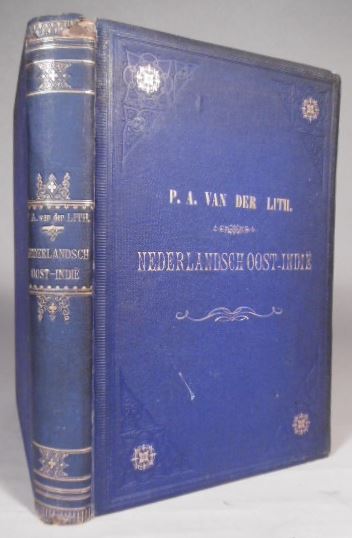 P. A. VAN DER LITH.
NEDERLANDSCH OOST-INDIË
P. A. van der LITH.
NEDERLANDSCH
OOST-INDIË